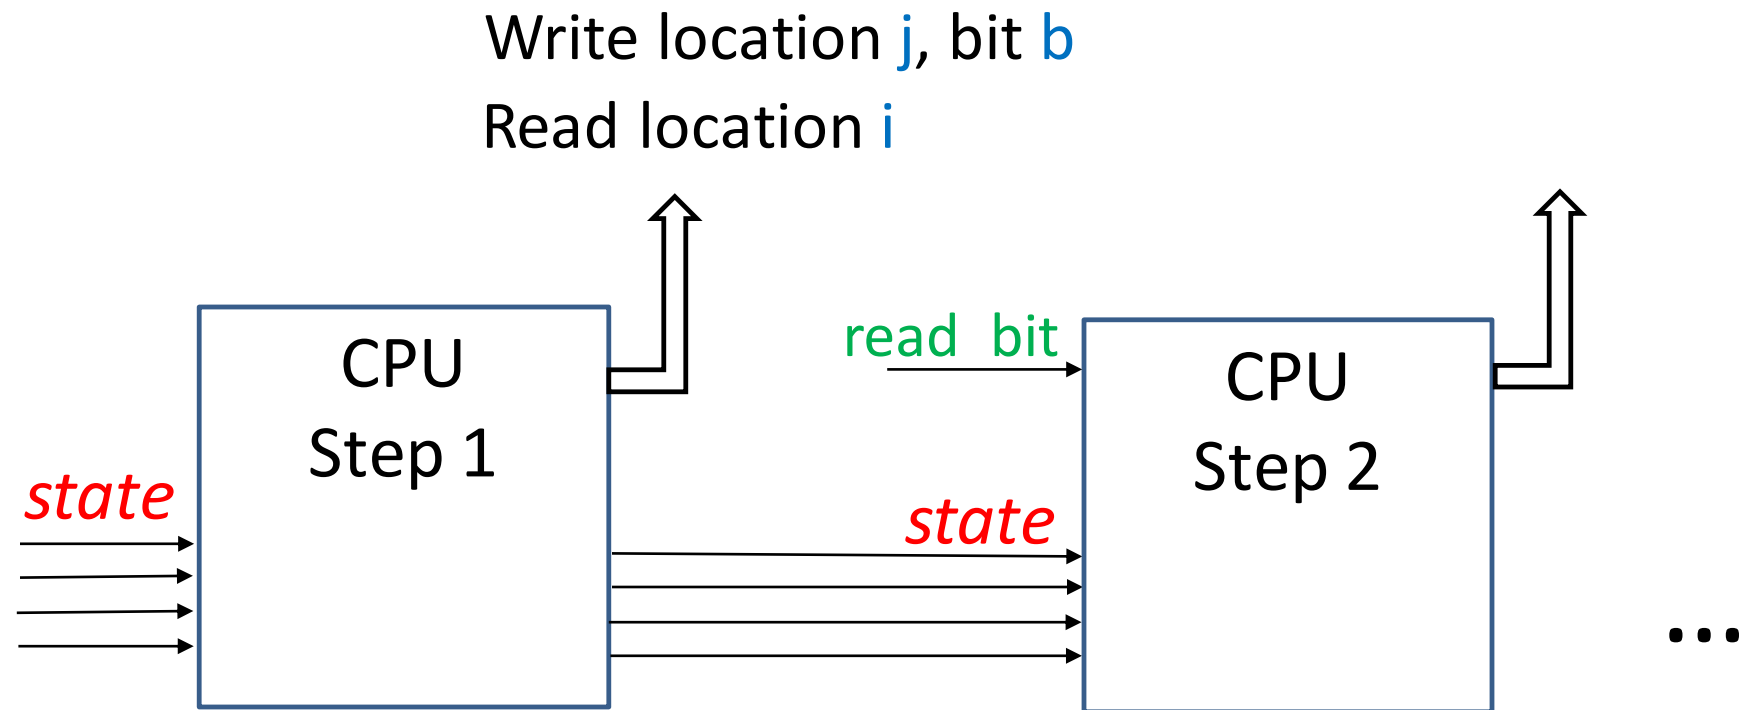 Write location j, bit b
Read location i
CPU
Step 1
state
read bit
state
CPU
Step 2
...